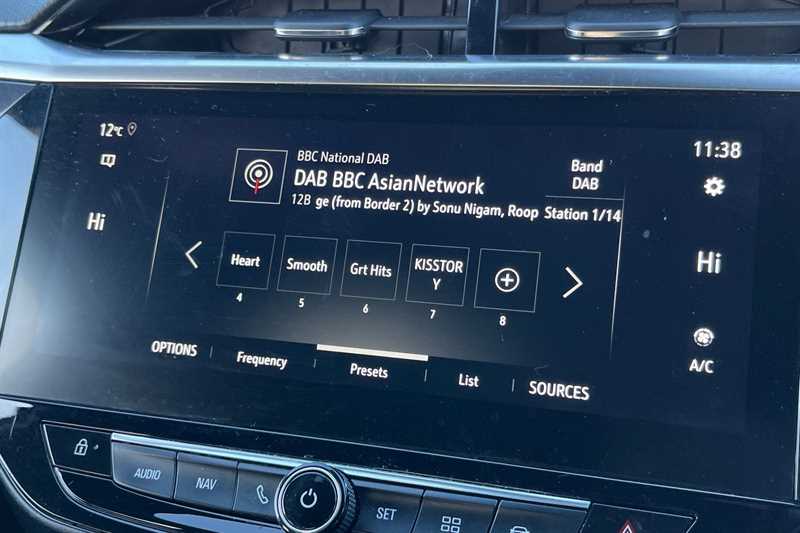 12°C
11:38
BBC National DAB
DAB BBC AsianNetwork
12B ge (from Border 2) by Sonu Nigam, Roop
Band
DAB
Station 1/14
Hi
Hi
Heart
4
Smooth
5
Grt Hits
6
KISSTOR
Y
7
8
A/C
OPTIONS
Frequency
Presets
List
SOURCES
AUDIO
NAV
SET